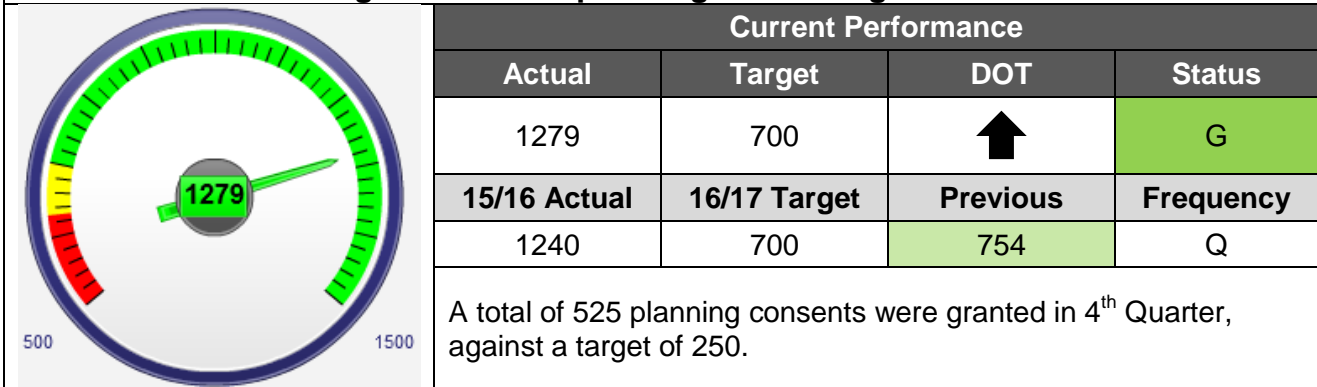 Current Performance
Actual Target DOT Status
1279 700 G
15/16 Actual 16/17 Target Previous Frequency
1240 700 754 Q
A total of 525 planning consents were granted in 4th Quarter,
against a target of 250.
1279
500 1500